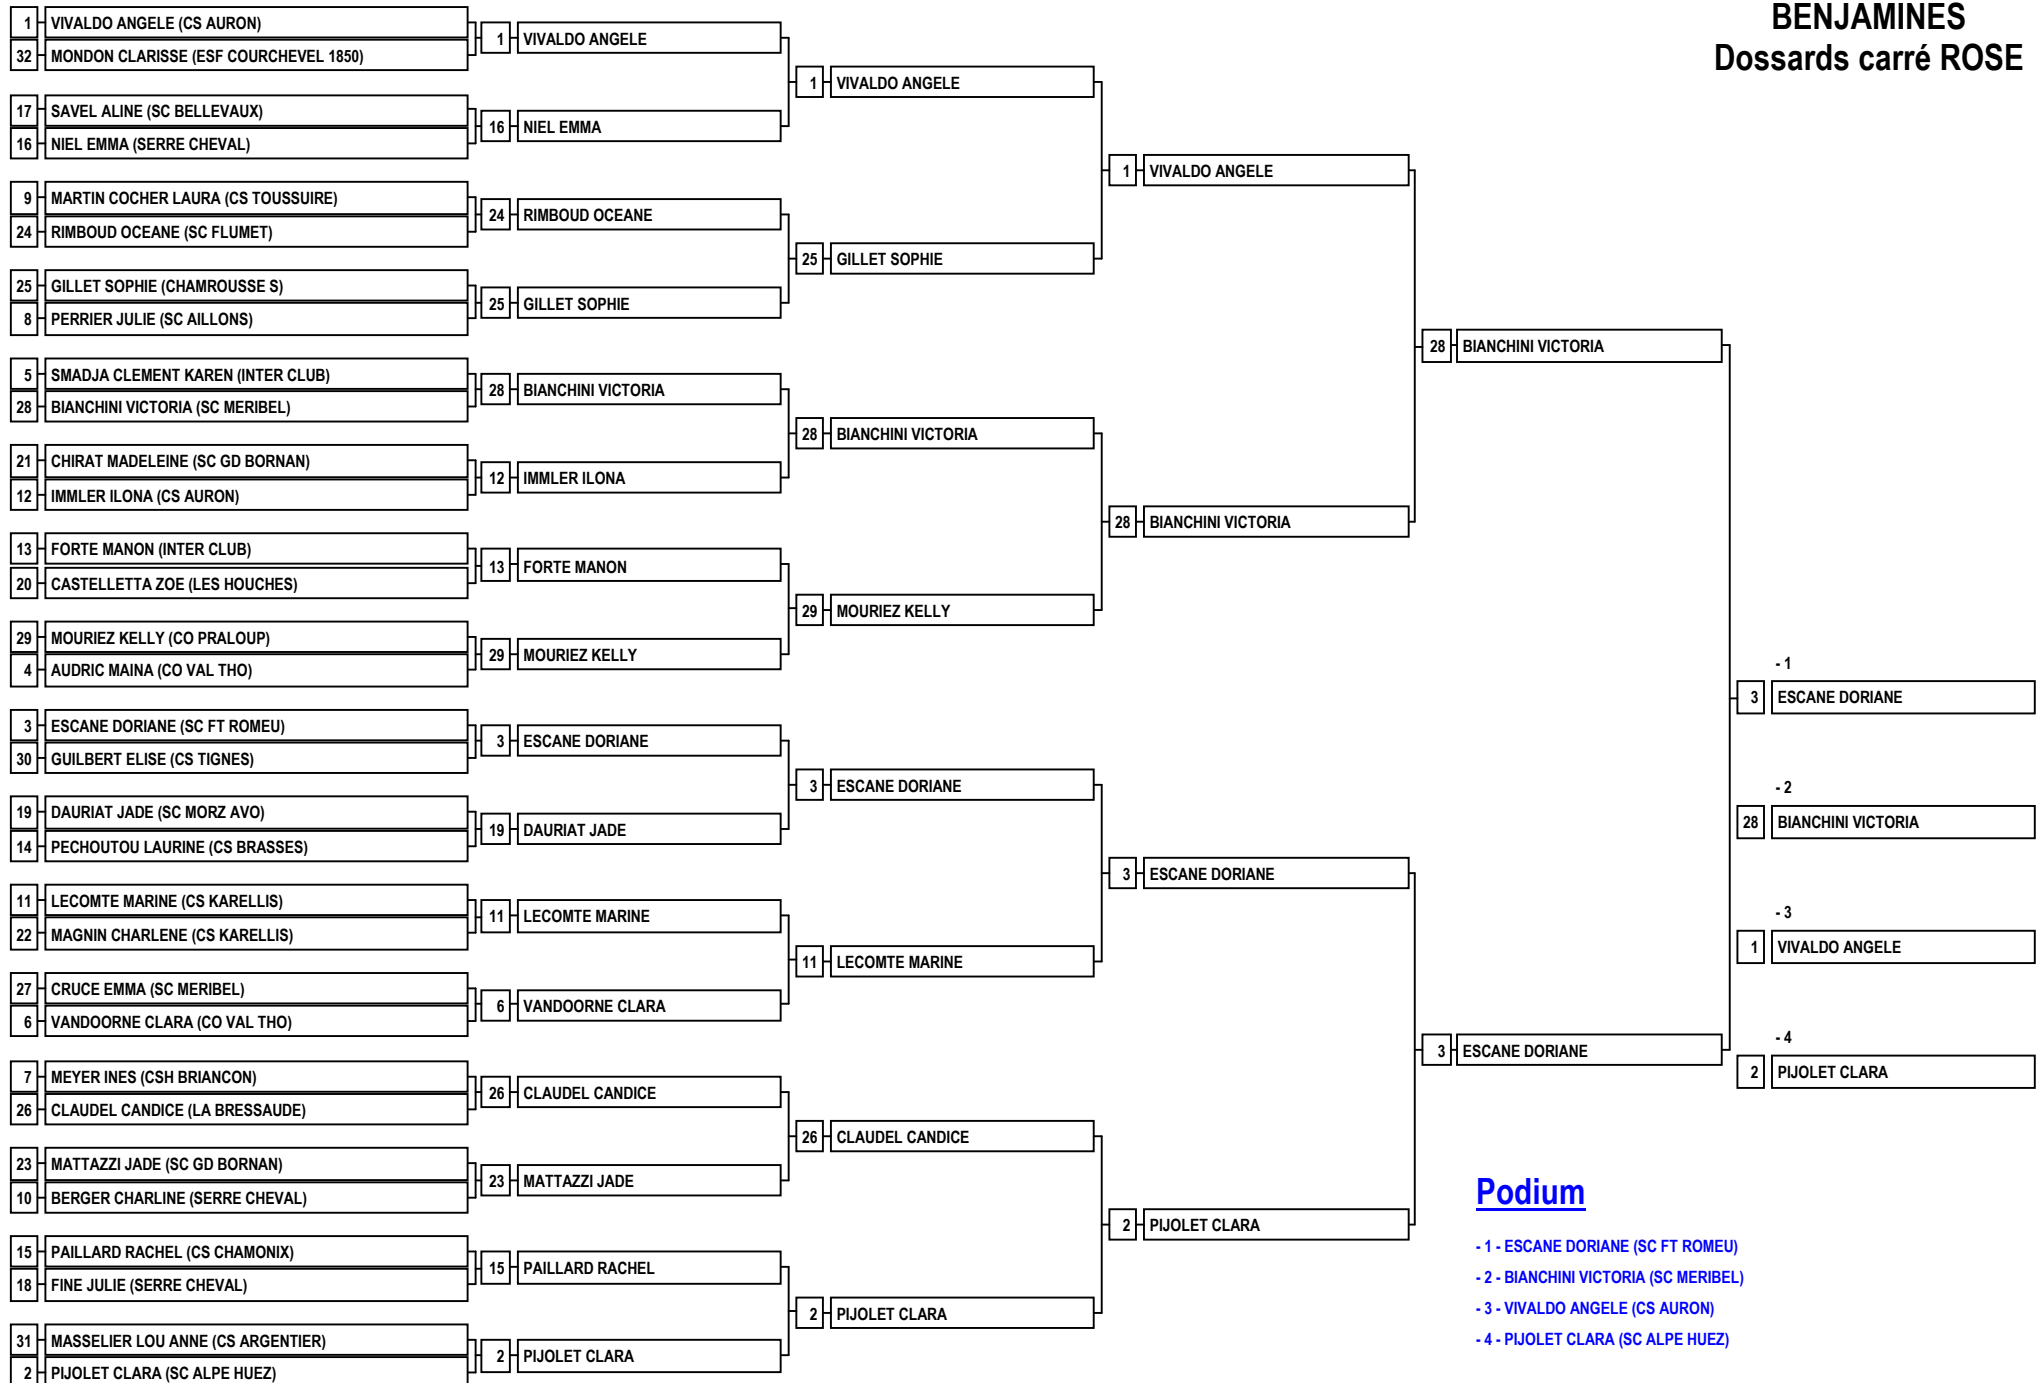 BENJAMINES
Dossards carré ROSE
1 VIVALDO ANGELE (CS AURON)
32 MONDON CLARISSE (ESF COURCHEVEL 1850)
17 SAVEL ALINE (SC BELLEVAUX)
16 NIEL EMMA (SERRE CHEVAL)
9 MARTIN COCHER LAURA (CS TOUSSUIRE)
24 RIMBOUD OCEANE (SC FLUMET)
25 GILLET SOPHIE (CHAMROUSSE S)
8 PERRIER JULIE (SC AILLONS)
5 SMADJA CLEMENT KAREN (INTER CLUB)
28 BIANCHINI VICTORIA (SC MERIBEL)
21 CHIRAT MADELEINE (SC GD BORNAN)
12 IMMLER ILONA (CS AURON)
13 FORTE MANON (INTER CLUB)
20 CASTELLETTA ZOE (LES HOUCHES)
29 MOURIEZ KELLY (CO PRALOUP)
4 AUDRIC MAINA (CO VAL THO)
3 ESCANE DORIANE (SC FT ROMEU)
30 GUILBERT ELISE (CS TIGNES)
19 DAURIAT JADE (SC MORZ AVO)
14 PECHOUTOU LAURINE (CS BRASSES)
11 LECOMTE MARINE (CS KARELLIS)
22 MAGNIN CHARLENE (CS KARELLIS)
27 CRUCE EMMA (SC MERIBEL)
6 VANDOORNE CLARA (CO VAL THO)
7 MEYER INES (CSH BRIANCON)
26 CLAUDEL CANDICE (LA BRESSAUDE)
23 MATTAZZI JADE (SC GD BORNAN)
10 BERGER CHARLINE (SERRE CHEVAL)
15 PAILLARD RACHEL (CS CHAMONIX)
18 FINE JULIE (SERRE CHEVAL)
31 MASSELIER LOU ANNE (CS ARGENTIER)
2 PIJOLET CLARA (SC ALPE HUEZ)
1 VIVALDO ANGELE
16 NIEL EMMA
24 RIMBOUD OCEANE
25 GILLET SOPHIE
28 BIANCHINI VICTORIA
12 IMMLER ILONA
13 FORTE MANON
29 MOURIEZ KELLY
3 ESCANE DORIANE
19 DAURIAT JADE
11 LECOMTE MARINE
6 VANDOORNE CLARA
26 CLAUDEL CANDICE
23 MATTAZZI JADE
15 PAILLARD RACHEL
2 PIJOLET CLARA
1 VIVALDO ANGELE
25 GILLET SOPHIE
28 BIANCHINI VICTORIA
29 MOURIEZ KELLY
3 ESCANE DORIANE
11 LECOMTE MARINE
26 CLAUDEL CANDICE
2 PIJOLET CLARA
1 VIVALDO ANGELE
28 BIANCHINI VICTORIA
3 ESCANE DORIANE
2 PIJOLET CLARA
28 BIANCHINI VICTORIA
3 ESCANE DORIANE
- 1
3 ESCANE DORIANE
- 2
28 BIANCHINI VICTORIA
- 3
1 VIVALDO ANGELE
- 4
2 PIJOLET CLARA
Podium
- 1 - ESCANE DORIANE (SC FT ROMEU)
- 2 - BIANCHINI VICTORIA (SC MERIBEL)
- 3 - VIVALDO ANGELE (CS AURON)
- 4 - PIJOLET CLARA (SC ALPE HUEZ)